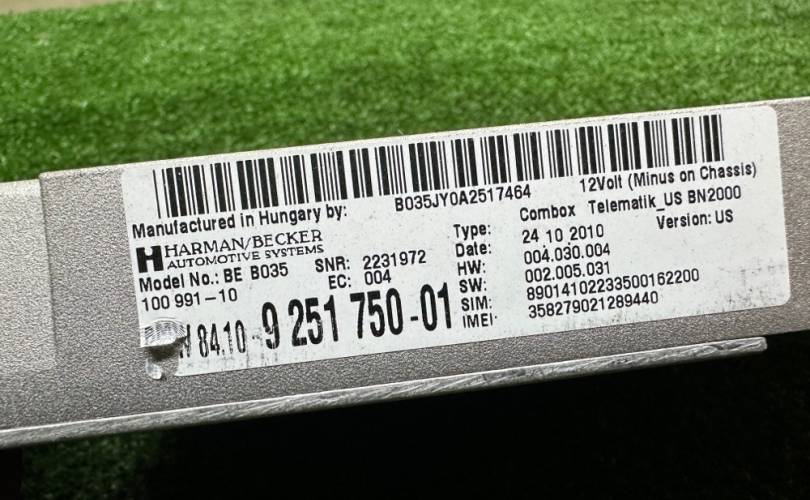 B035JY0A2517464
12Volt (Minus on Chassis)
Manufactured in Hungary by:
HARMAN/BECKER
AUTOMOTIVE SYSTEMS
Model No.: BE B035
SNR: 2231972
100 991-10
EC: 004
84.10-9 251 750-01
Type: Combox Telematik_US BN2000
Date: 24.10.2010
Version: US
HW: 004.030.004
SW: 002.005.031
SIM: 89014102233500162200
IMEI: 358279021289440